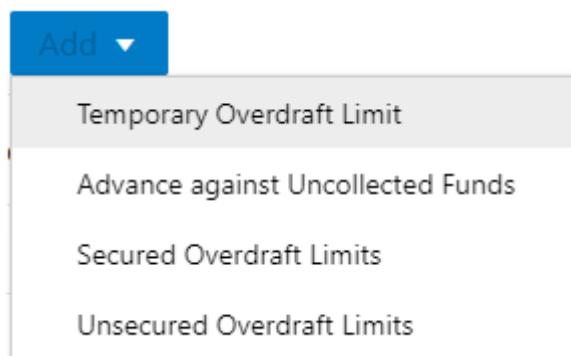 Add
Temporary Overdraft Limit
Advance against Uncollected Funds
Secured Overdraft Limits
Unsecured Overdraft Limits